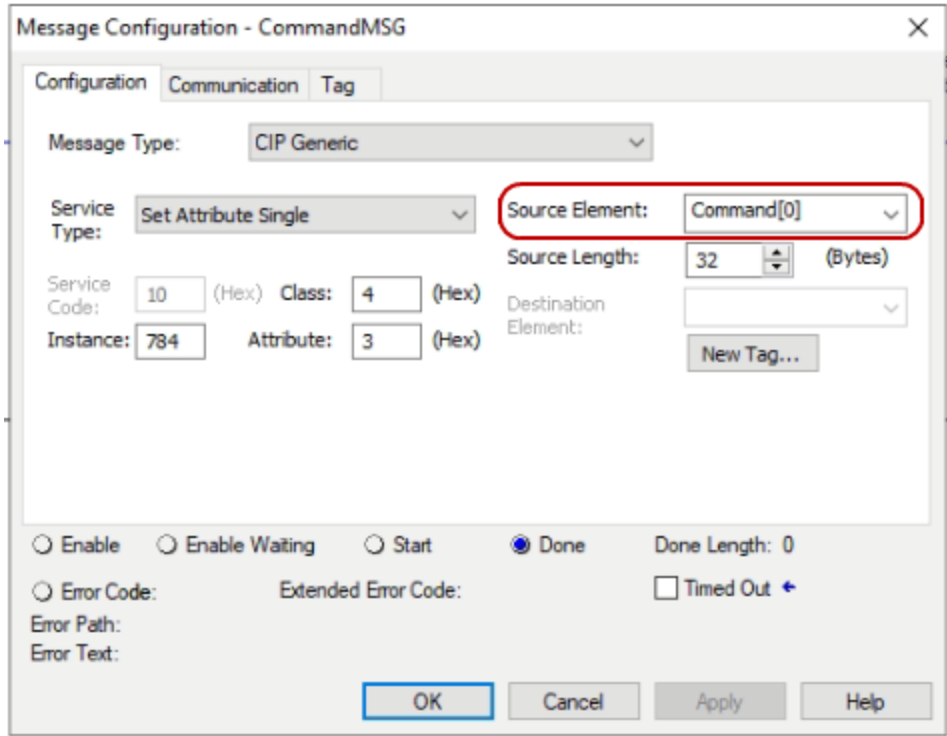 Message Configuration - CommandMSG
Configuration Communication Tag
Message Type: CIP Generic
Service Type: Set Attribute Single
Source Element: Command[0]
Source Length: 32 (Bytes)
Service Code: 10 (Hex) Class: 4 (Hex)
Destination Element:
Instance: 784 Attribute: 3 (Hex)
New Tag...
Enable Enable Waiting Start Done Done Length: 0
Error Code: Extended Error Code: Timed Out
Error Path:
Error Text:
OK Cancel Apply Help